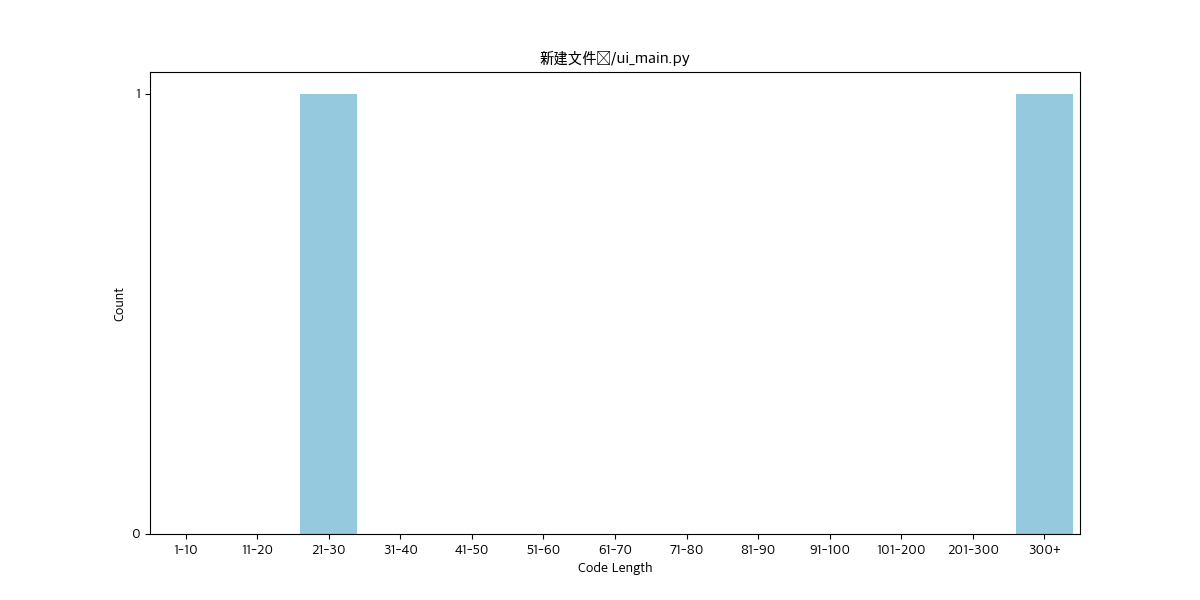 新建文件/ui_main.py
1
Count
0
1-10 11-20 21-30 31-40 41-50 51-60 61-70 71-80 81-90 91-100 101-200 201-300 300+
Code Length